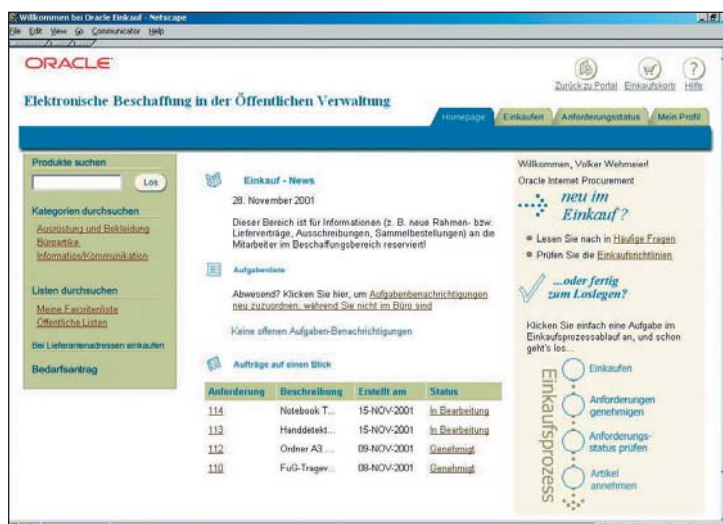 Willkommen bei Oracle Einkauf - Netscape
File Edit View Go Communicator Help
ORACLE
Zurück zu Portal Einkaufskorb Hilfe
Elektronische Beschaffung in der Öffentlichen Verwaltung
Homepage Einkaufen Anforderungsstatus Mein Profil
Produkte suchen
Los
Kategorien durchsuchen
Ausrüstung und Bekleidung
Büroartike.
Information/Kommunikation
Listen durchsuchen
Meine Favoritenliste
Öffentliche Listen
Bei Lieferantenadressen einkaufen
Bedarfsantrag
Einkauf - News
28. November 2001
Dieser Bereich ist für Informationen (z. B. neue Rahmen- bzw.
Lieferverträge, Ausschreibungen, Sammelbestellungen) an die
Mitarbeiter im Beschaffungsbereich reserviert!
Aufgabenliste
Abwesend? Klicken Sie hier, um Aufgabenbenachrichtigungen
neu zuzuordnen, während Sie nicht im Büro sind
Keine offenen Aufgaben-Benachrichtigungen
Aufträge auf einen Blick
Anforderung Beschreibung Erstellt am Status
114 Notebook T... 15-NOV-2001 In Bearbeitung
113 Handdetekt... 15-NOV-2001 In Bearbeitung
112 Ordner A3 ... 09-NOV-2001 Genehmigt
110 FuG-Tragev... 08-NOV-2001 Genehmigt
Willkommen, Volker Wehmeier!
Oracle Internet Procurement
neu im
Einkauf?
Lesen Sie nach in Häufige Fragen
Prüfen Sie die Einkaufsrichtlinien
...oder fertig
zum Loslegen?
Klicken Sie einfach eine Aufgabe im
Einkaufsprozessablauf an, und schon
geht's los...
Einkaufsprozess
Einkaufen
Anforderungen
genehmigen
Anforderungs-
status prüfen
Artikel
annehmen